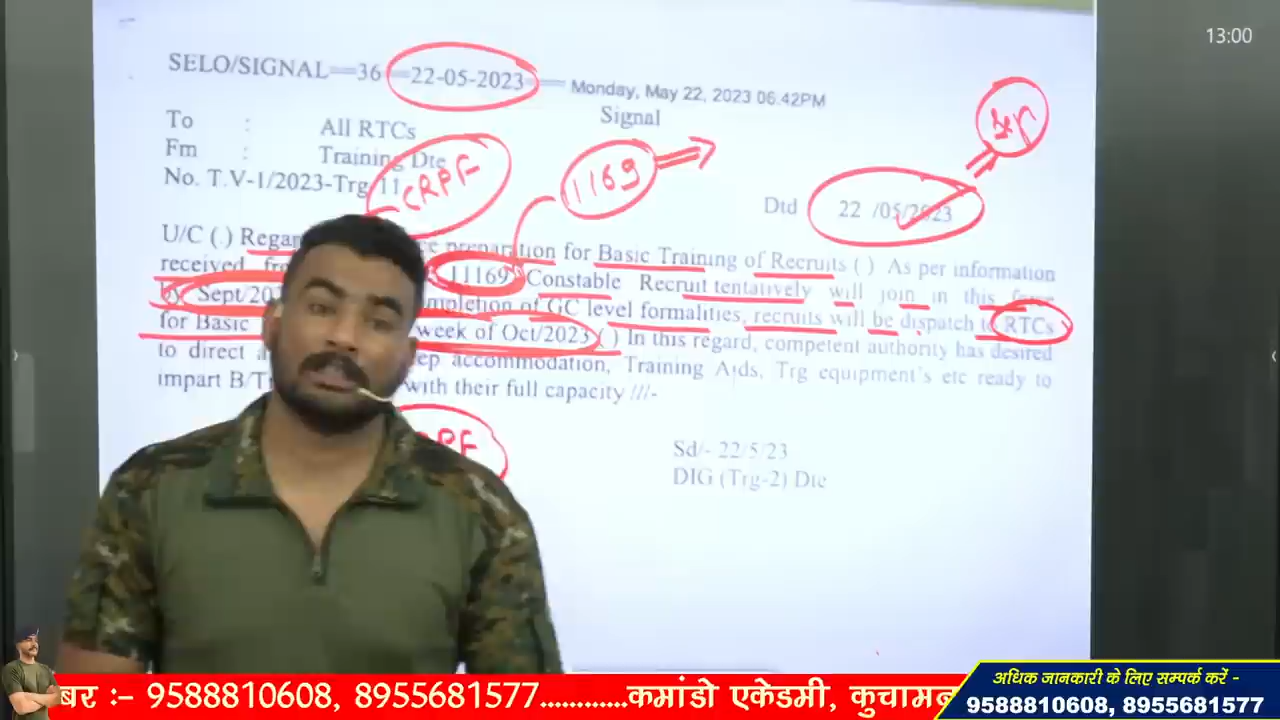 13:00
SELO/SIGNAL==36 ==22-05-2023==== Monday, May 22, 2023 06:42PM
Signal
To : All RTCs
Fm : Training Dte
No. T.V-1/2023-Trg 11
CRPF
1169
Dtd 22 /05/2023
U/C (.) Regar preparation for Basic Training of Recruits ( ) As per information
received 11169 Constable Recruit tentatively will join in this force
by Sept/20 completion of GC level formalities, recruits will be dispatch to RTCs
for Basic week of Oct/2023 ( ) In this regard, competent authority has desired
to direct accommodation, Training Aids, Trg equipment's etc ready to
impart B/T with their full capacity ///-
Sd/- 22/5/23
DIG (Trg-2) Dte
बर :- 9588810608, 8955681577............कमांडो एकेडमी, कुचामन
अधिक जानकारी के लिए सम्पर्क करें -
9588810608, 8955681577